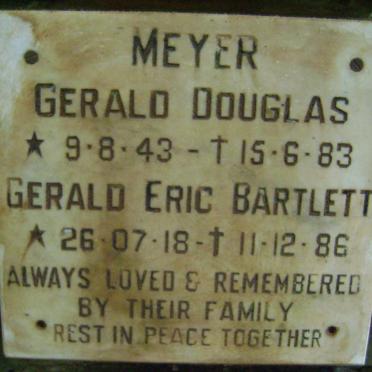 MEYER
GERALD DOUGLAS
★ 9·8·43 - † 15·6·83
GERALD ERIC BARTLETT
★ 26·07·18 - † 11·12·86
ALWAYS LOVED & REMEMBERED
BY THEIR FAMILY
REST IN PEACE TOGETHER